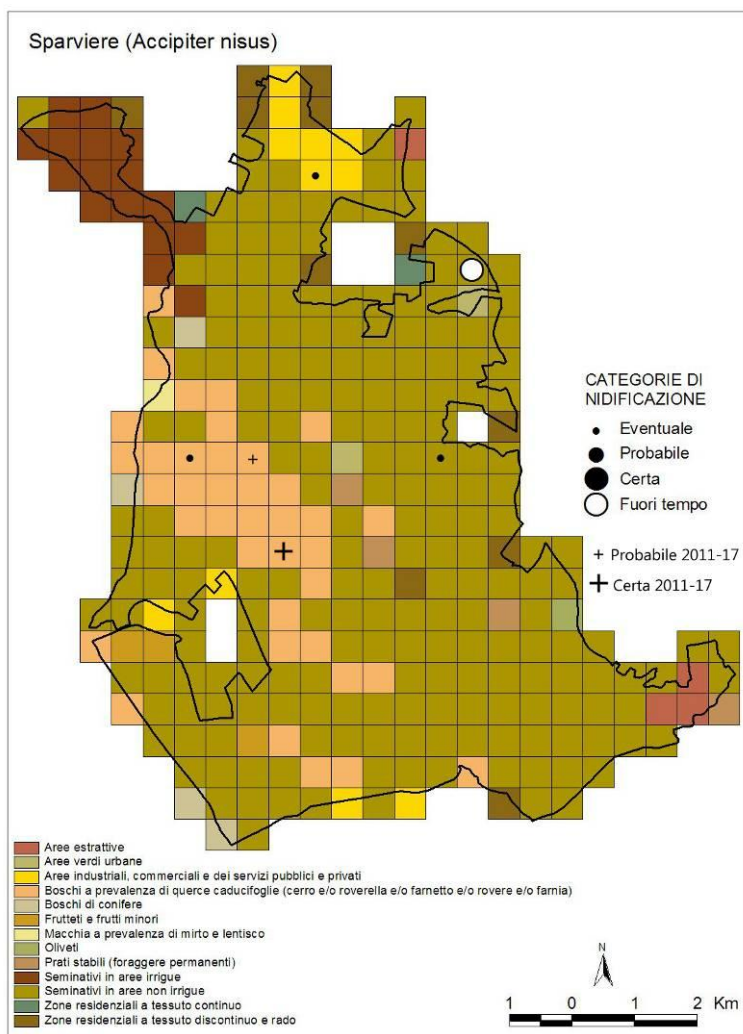 Sparviere (Accipiter nisus)
CATEGORIE DI
NIDIFICAZIONE
Eventuale
Probabile
Certa
Fuori tempo
Probabile 2011-17
Certa 2011-17
Aree estrattive
Aree verdi urbane
Aree industriali, commerciali e dei servizi pubblici e privati
Boschi a prevalenza di querce caducifoglie (cerro e/o roverella e/o farnetto e/o rovere e/o farnia)
Boschi di conifere
Frutteti e frutti minori
Macchia a prevalenza di mirto e lentisco
Oliveti
Prati stabili (foraggere permanenti)
Seminativi in aree irrigue
Seminativi in aree non irrigue
Zone residenziali a tessuto continuo
Zone residenziali a tessuto discontinuo e rado
N
1 0 1 2 Km